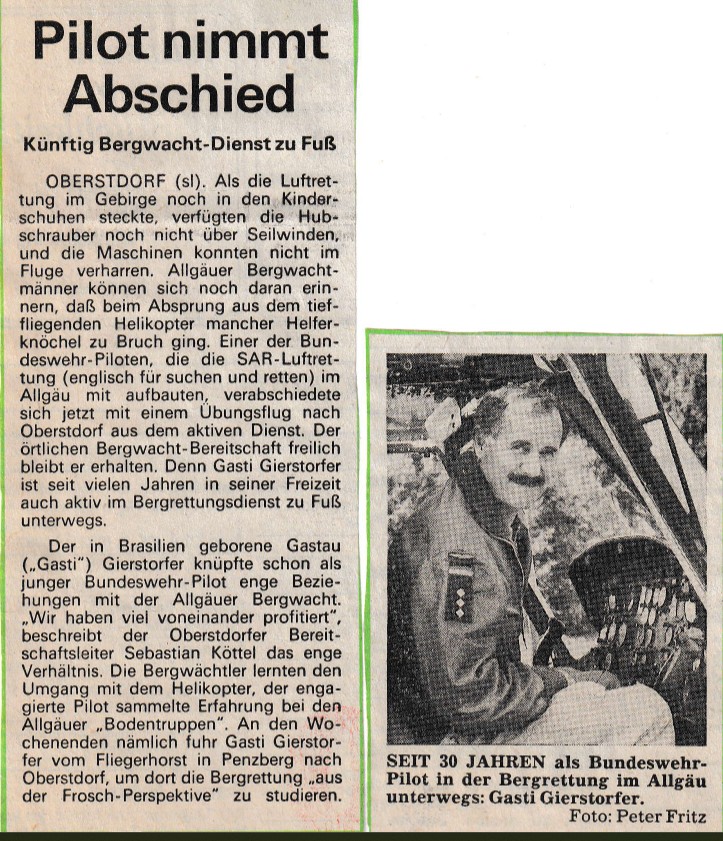 Pilot nimmt
Abschied
Künftig Bergwacht-Dienst zu Fuß
OBERSTDORF (sl). Als die Luftret-
tung im Gebirge noch in den Kinder-
schuhen steckte, verfügten die Hub-
schrauber noch nicht über Seilwinden,
und die Maschinen konnten nicht im
Fluge verharren. Allgäuer Bergwacht-
männer können sich noch daran erin-
nern, daß beim Absprung aus dem tief-
fliegenden Helikopter mancher Helfer-
knöchel zu Bruch ging. Einer der Bun-
deswehr-Piloten, die die SAR-Luftret-
tung (englisch für suchen und retten) im
Allgäu mit aufbauten, verabschiedete
sich jetzt mit einem Übungsflug nach
Oberstdorf aus dem aktiven Dienst. Der
örtlichen Bergwacht-Bereitschaft freilich
bleibt er erhalten. Denn Gasti Gierstorfer
ist seit vielen Jahren in seiner Freizeit
auch aktiv im Bergrettungsdienst zu Fuß
unterwegs.
Der in Brasilien geborene Gastau
(„Gasti") Gierstorfer knüpfte schon als
junger Bundeswehr-Pilot enge Bezie-
hungen mit der Allgäuer Bergwacht.
„Wir haben viel voneinander profitiert",
beschreibt der Oberstdorfer Bereit-
schaftsleiter Sebastian Köttel das enge
Verhältnis. Die Bergwächtler lernten den
Umgang mit dem Helikopter, der enga-
gierte Pilot sammelte Erfahrung bei den
Allgäuer „Bodentruppen". An den Wo-
chenenden nämlich fuhr Gasti Gierstor-
fer vom Fliegerhorst in Penzberg nach
Oberstdorf, um dort die Bergrettung „aus
der Frosch-Perspektive" zu studieren.
SEIT 30 JAHREN als Bundeswehr-
Pilot in der Bergrettung im Allgäu
unterwegs: Gasti Gierstorfer.
Foto: Peter Fritz